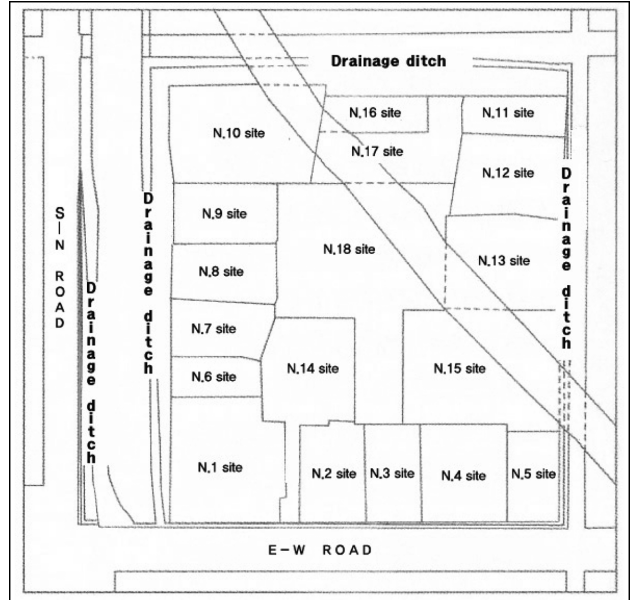 Drainage ditch
N.16 site
N.11 site
N.10 site
N.17 site
N.12 site
Drainage ditch
Drainage ditch
S-N ROAD
N.9 site
N.18 site
N.13 site
N.8 site
Drainage ditch
N.7 site
N.6 site
N.14 site
N.15 site
N.1 site
N.2 site
N.3 site
N.4 site
N.5 site
E-W ROAD